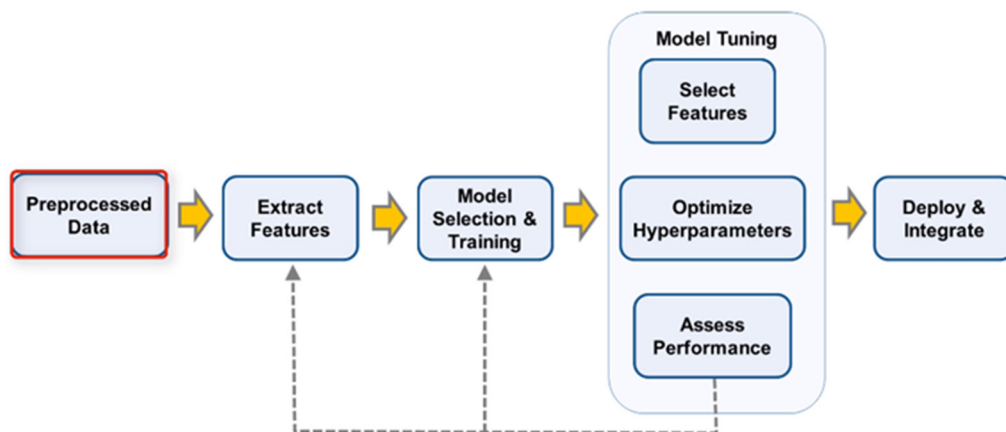 Model Tuning
Select
Features
Preprocessed
Data
Extract
Features
Model
Selection &
Training
Optimize
Hyperparameters
Deploy &
Integrate
Assess
Performance